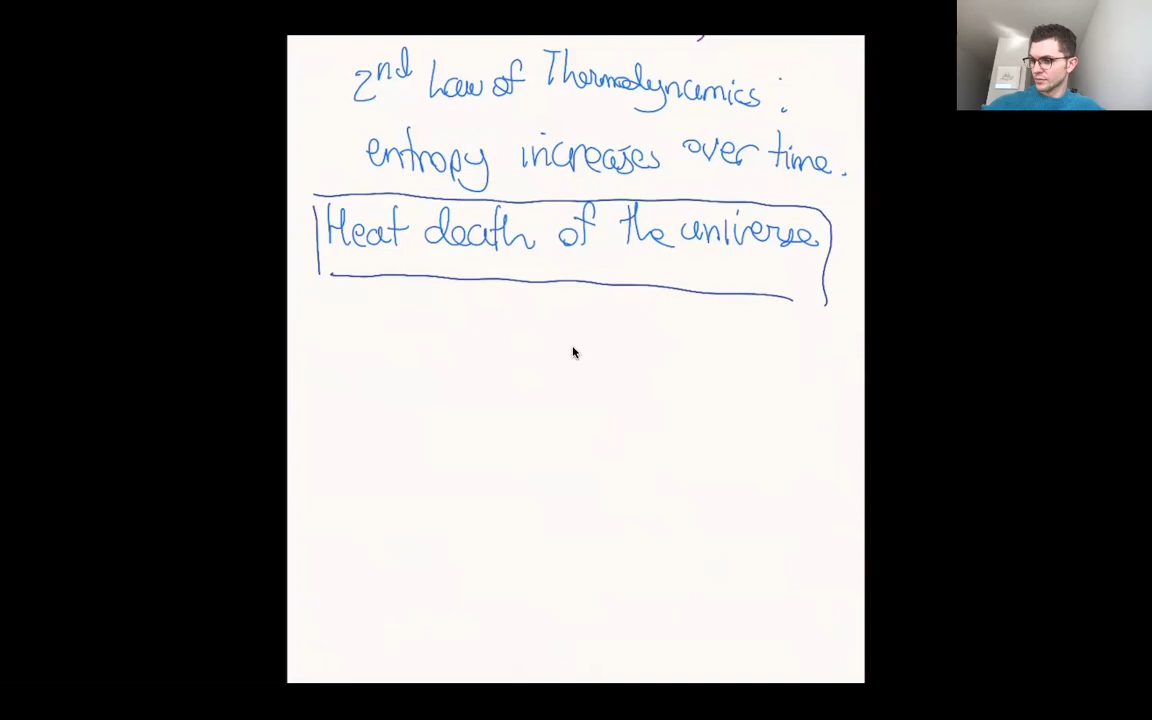 2nd Law of Thermodynamics:
entropy increases over time.
Heat death of the universe